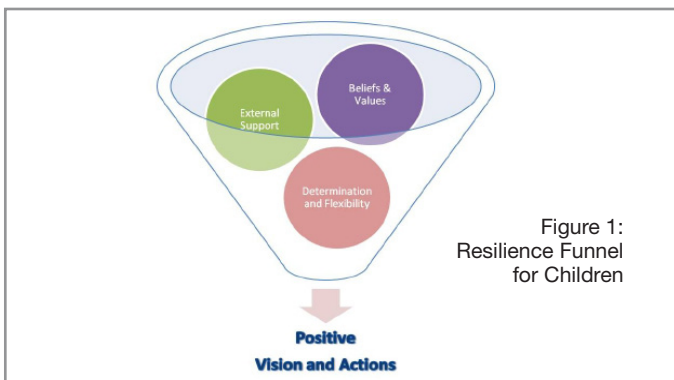 Beliefs &
Values
External
Support
Determination
and Flexibility
Figure 1:
Resilience Funnel
for Children
Positive
Vision and Actions